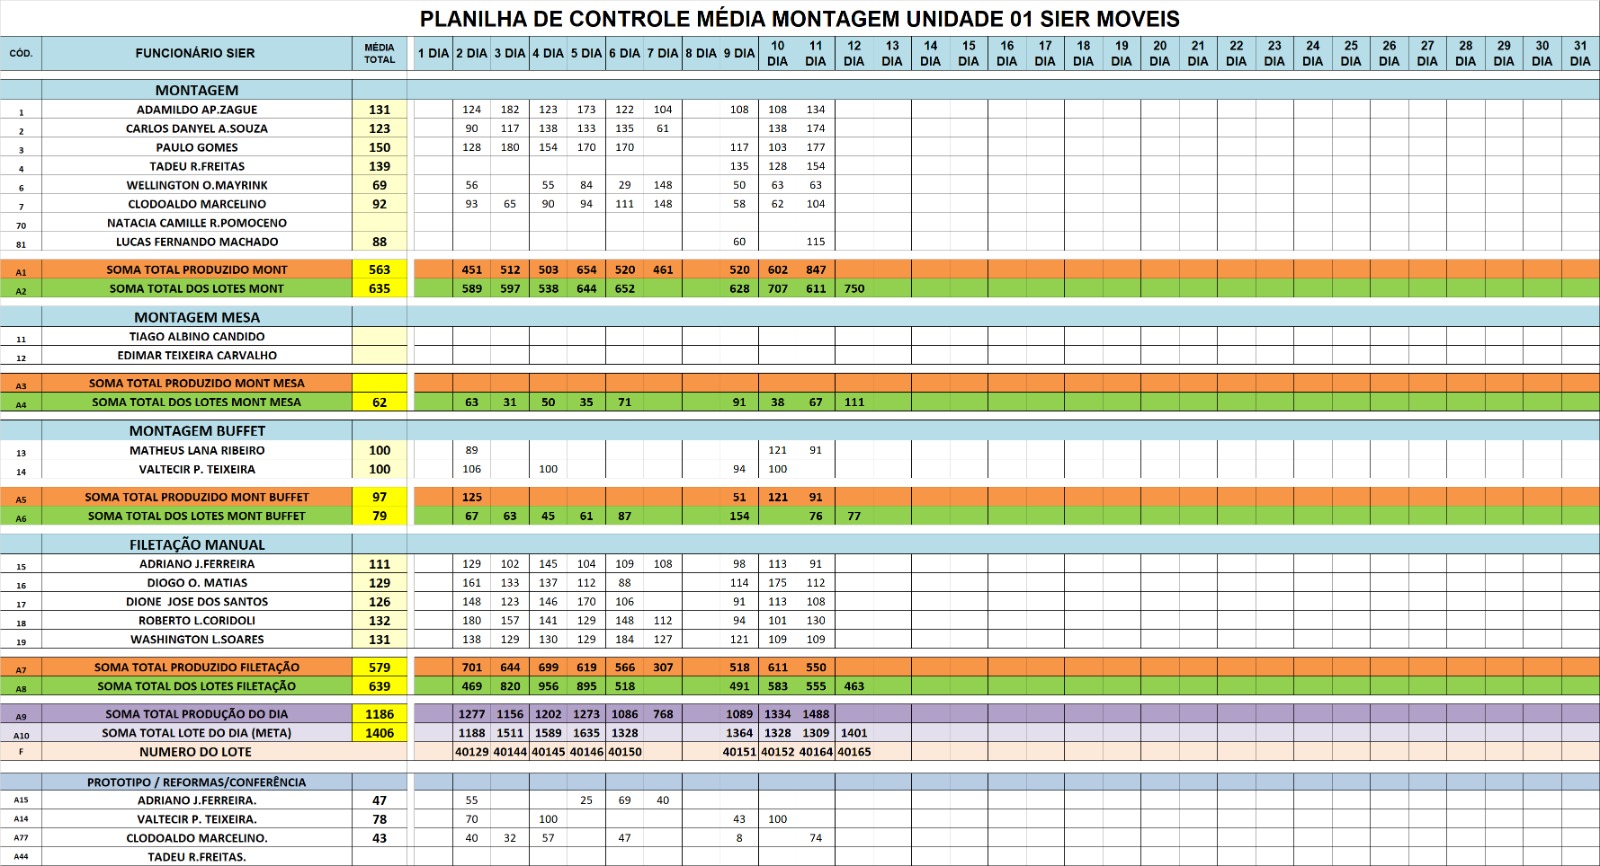 PLANILHA DE CONTROLE MÉDIA MONTAGEM UNIDADE 01 SIER MOVEIS
CÓD. FUNCIONÁRIO SIER MÉDIA TOTAL 1 DIA 2 DIA 3 DIA 4 DIA 5 DIA 6 DIA 7 DIA 8 DIA 9 DIA 10 DIA 11 DIA 12 DIA 13 DIA 14 DIA 15 DIA 16 DIA 17 DIA 18 DIA 19 DIA 20 DIA 21 DIA 22 DIA 23 DIA 24 DIA 25 DIA 26 DIA 27 DIA 28 DIA 29 DIA 30 DIA 31 DIA
MONTAGEM
1 ADAMILDO AP.ZAGUE 131 124 182 123 173 122 104 108 108 134
2 CARLOS DANYEL A.SOUZA 123 90 117 138 133 135 61 138 174
3 PAULO GOMES 150 128 180 154 170 170 117 103 177
4 TADEU R.FREITAS 139 135 128 154
6 WELLINGTON O.MAYRINK 69 56 55 84 29 148 50 63 63
7 CLODOALDO MARCELINO 92 93 65 90 94 111 148 58 62 104
70 NATACIA CAMILLE R.POMOCENO
81 LUCAS FERNANDO MACHADO 88 60 115
A1 SOMA TOTAL PRODUZIDO MONT 563 451 512 503 654 520 461 520 602 847
A2 SOMA TOTAL DOS LOTES MONT 635 589 597 538 644 652 628 707 611 750
MONTAGEM MESA
11 TIAGO ALBINO CANDIDO
12 EDIMAR TEIXEIRA CARVALHO
A3 SOMA TOTAL PRODUZIDO MONT MESA
A4 SOMA TOTAL DOS LOTES MONT MESA 62 63 31 50 35 71 91 38 67 111
MONTAGEM BUFFET
13 MATHEUS LANA RIBEIRO 100 89 121 91
14 VALTECIR P. TEIXEIRA 100 106 100 94 100
A5 SOMA TOTAL PRODUZIDO MONT BUFFET 97 125 51 121 91
A6 SOMA TOTAL DOS LOTES MONT BUFFET 79 67 63 45 61 87 154 76 77
FILETAÇÃO MANUAL
15 ADRIANO J.FERREIRA 111 129 102 145 104 109 108 98 113 91
16 DIOGO O. MATIAS 129 161 133 137 112 88 114 175 112
17 DIONE JOSE DOS SANTOS 126 148 123 146 170 106 91 113 108
18 ROBERTO L.CORIDOLI 132 180 157 141 129 148 112 94 101 130
19 WASHINGTON L.SOARES 131 138 129 130 129 184 127 121 109 109
A7 SOMA TOTAL PRODUZIDO FILETAÇÃO 579 701 644 699 619 566 307 518 611 550
A8 SOMA TOTAL DOS LOTES FILETAÇÃO 639 469 820 956 895 518 491 583 555 463
A9 SOMA TOTAL PRODUÇÃO DO DIA 1186 1277 1156 1202 1273 1086 768 1089 1334 1488
A10 SOMA TOTAL LOTE DO DIA (META) 1406 1188 1511 1589 1635 1328 1364 1328 1309 1401
F NUMERO DO LOTE 40129 40144 40145 40146 40150 40151 40152 40164 40165
PROTOTIPO / REFORMAS/CONFERÊNCIA
A15 ADRIANO J.FERREIRA. 47 55 25 69 40
A14 VALTECIR P. TEIXEIRA. 78 70 100 43 100
A77 CLODOALDO MARCELINO. 43 40 32 57 47 8 74
A44 TADEU R.FREITAS.